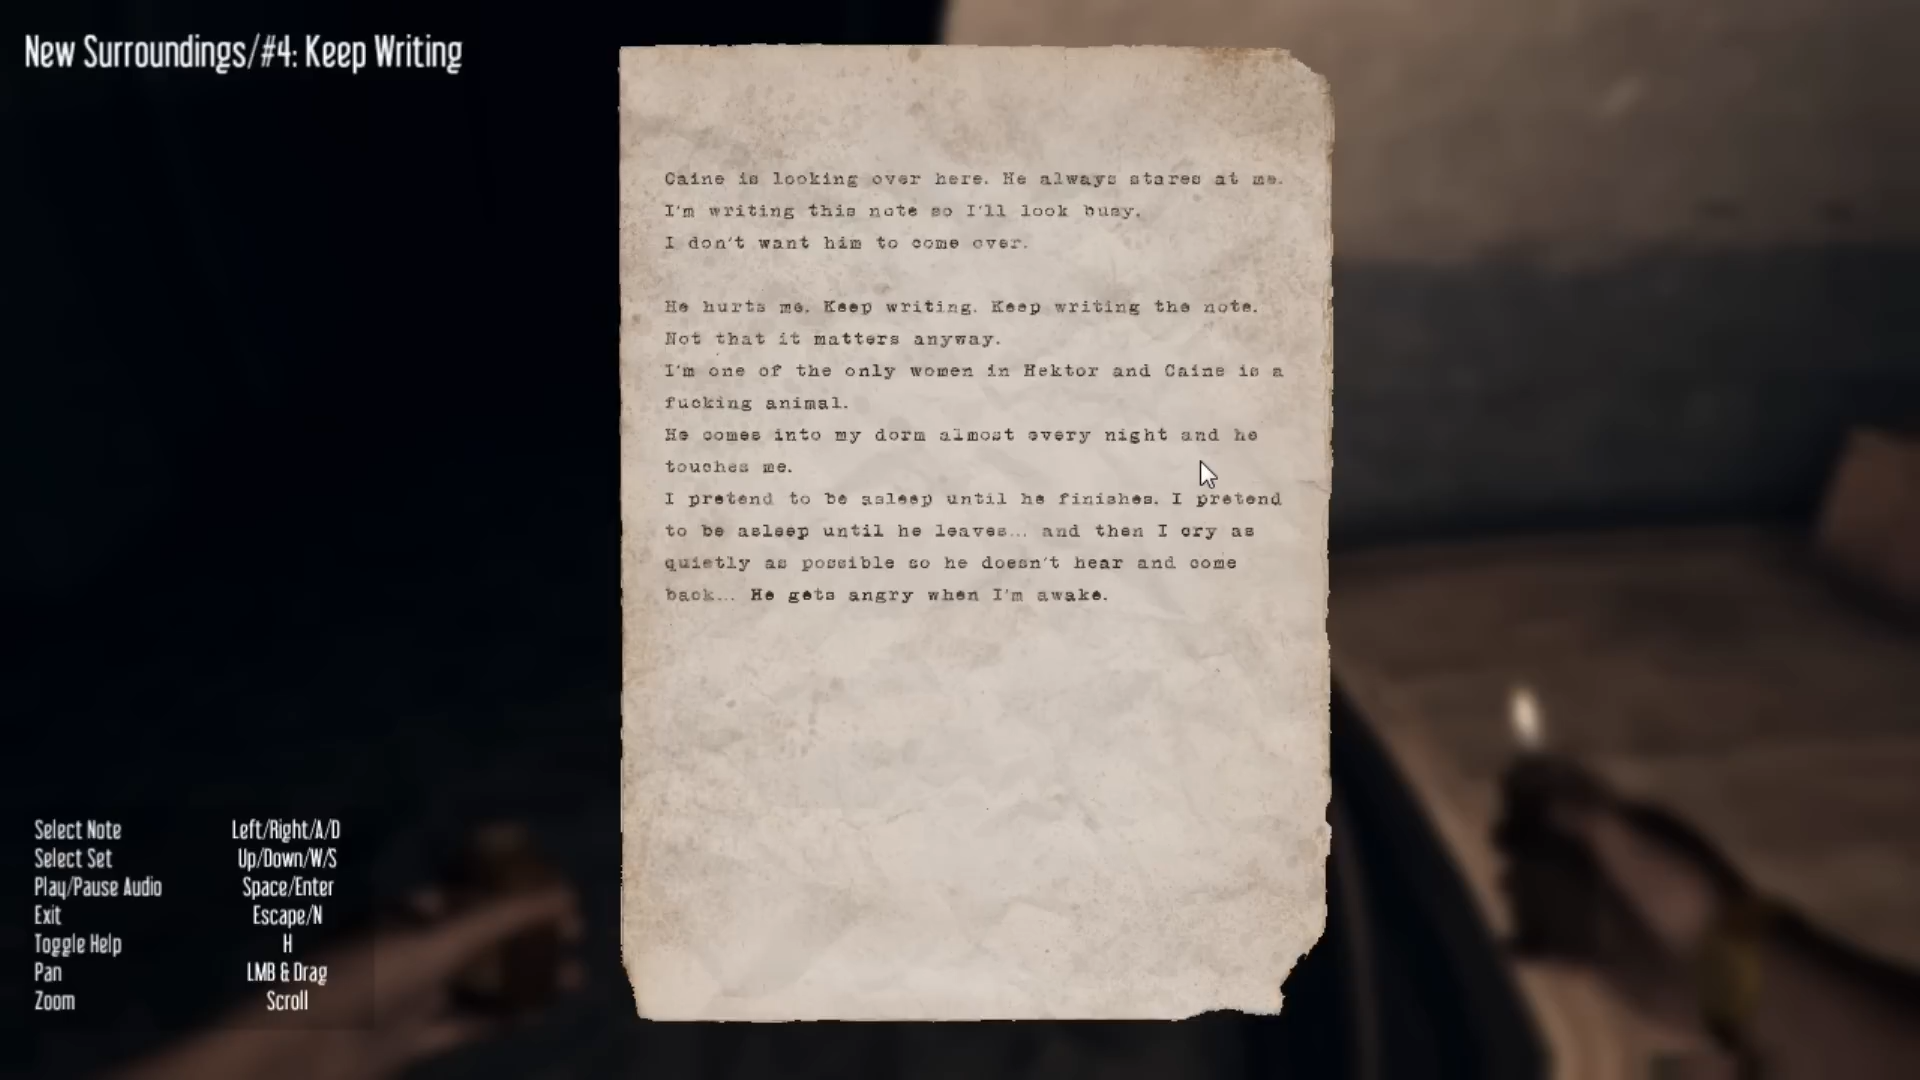 New Surroundings/#4: Keep Writing
Caine is looking over here. He always stares at me.
I'm writing this note so I'll look busy.
I don't want him to come over.
He hurts me. Keep writing. Keep writing the note.
Not that it matters anyway.
I'm one of the only women in Hektor and Caine is a
fucking animal.
He comes into my dorm almost every night and he
touches me.
I pretend to be asleep until he finishes. I pretend
to be asleep until he leaves... and then I cry as
quietly as possible so he doesn't hear and come
back... He gets angry when I'm awake.
Select Note Left/Right/A/D
Select Set Up/Down/W/S
Play/Pause Audio Space/Enter
Exit Escape/N
Toggle Help H
Pan LMB & Drag
Zoom Scroll